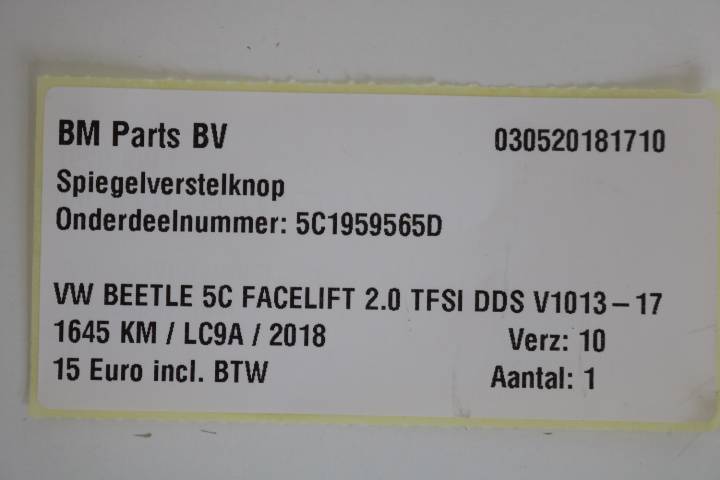 BM Parts BV 030520181710
Spiegelverstelknop
Onderdeelnummer: 5C1959565D
VW BEETLE 5C FACELIFT 2.0 TFSI DDS V1013-17
1645 KM / LC9A / 2018 Verz: 10
15 Euro incl. BTW Aantal: 1